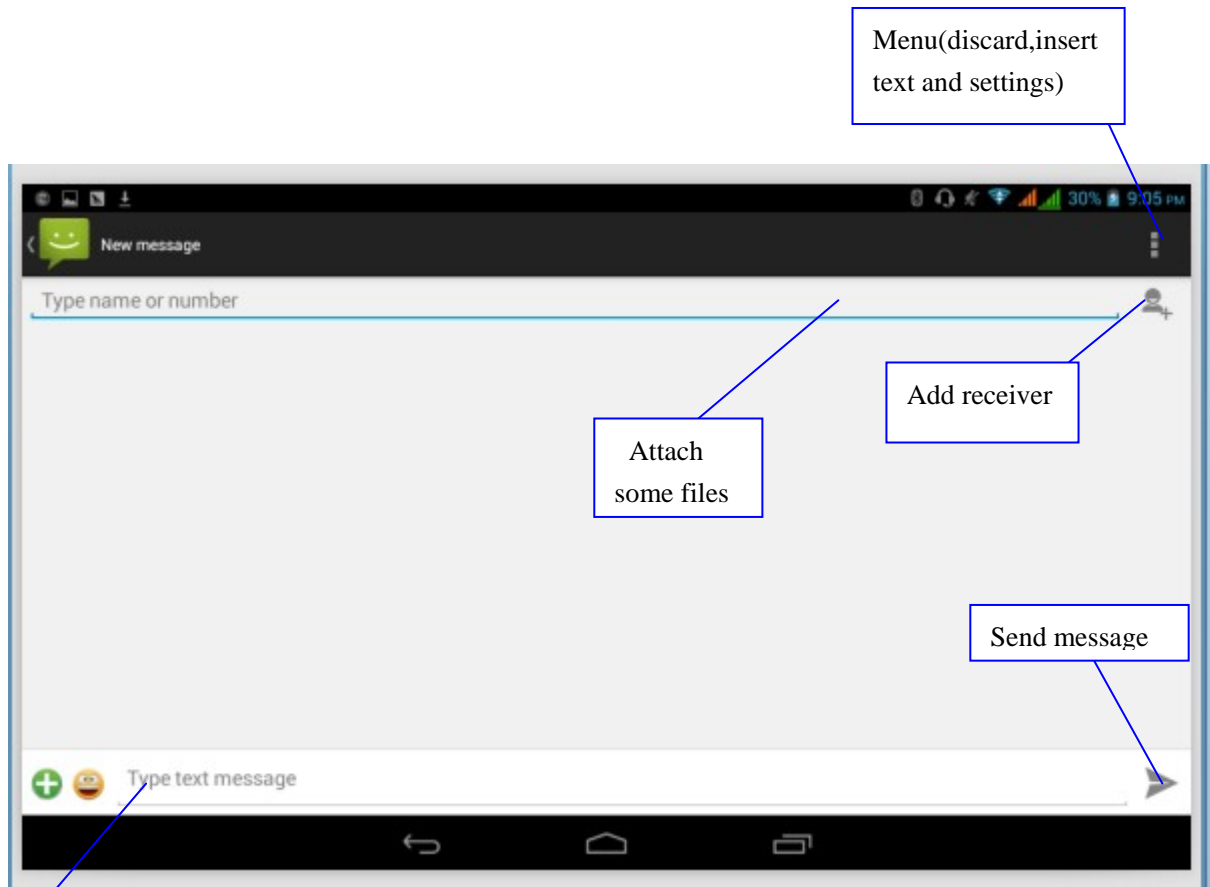 Menu(discard,insert
text and settings)
30% 9:05 PM
New message
Type name or number
Add receiver
Attach
some files
Send message
Type text message